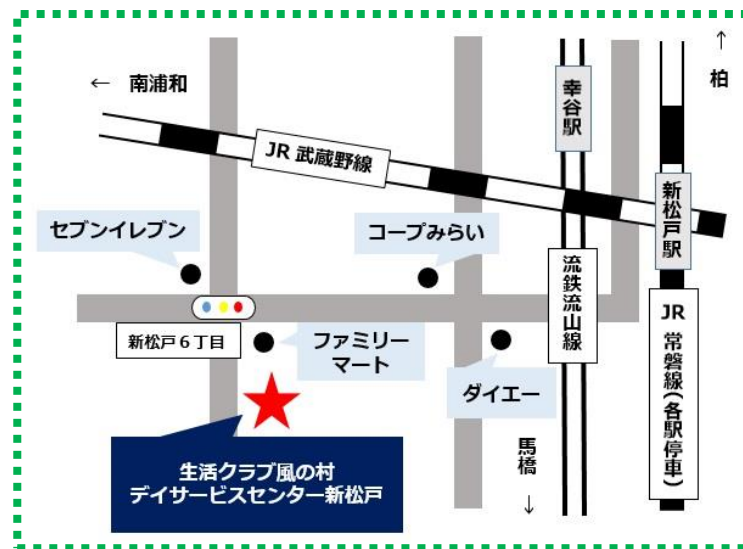 ← 南浦和
↑
柏
幸谷駅
JR 武蔵野線
新松戸駅
セブンイレブン
コープみらい
流鉄流山線
JR
常磐線(各駅停車)
新松戸６丁目
ファミリー
マート
ダイエー
馬橋
↓
生活クラブ風の村
デイサービスセンター新松戸